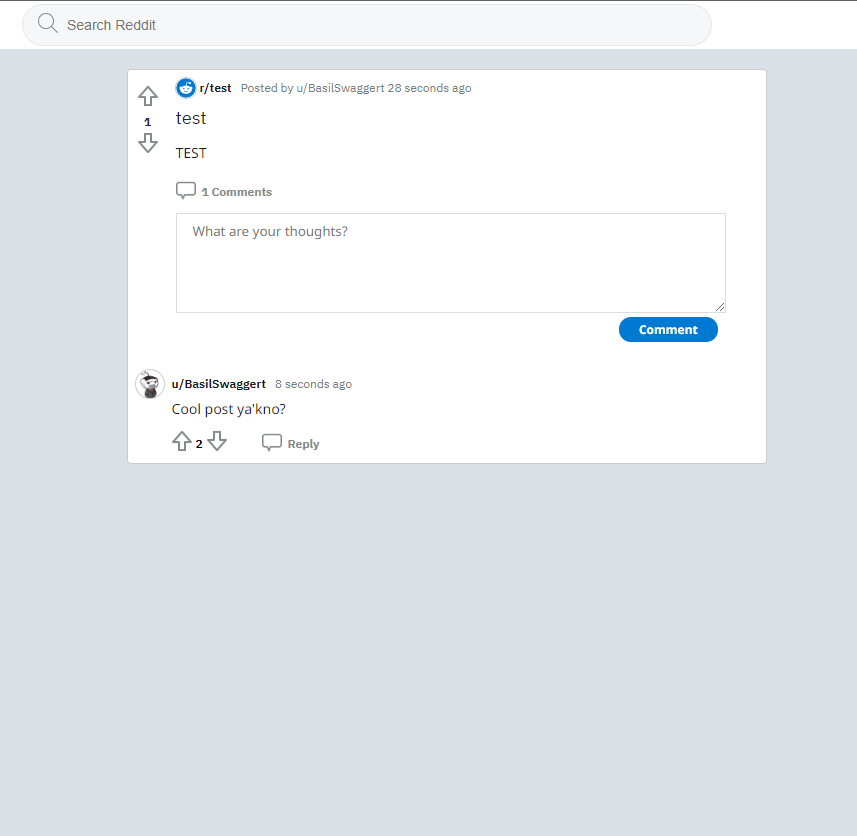 Search Reddit
r/test Posted by u/BasilSwaggert 28 seconds ago
1
test
TEST
1 Comments
What are your thoughts?
Comment
u/BasilSwaggert 8 seconds ago
Cool post ya'kno?
2 Reply